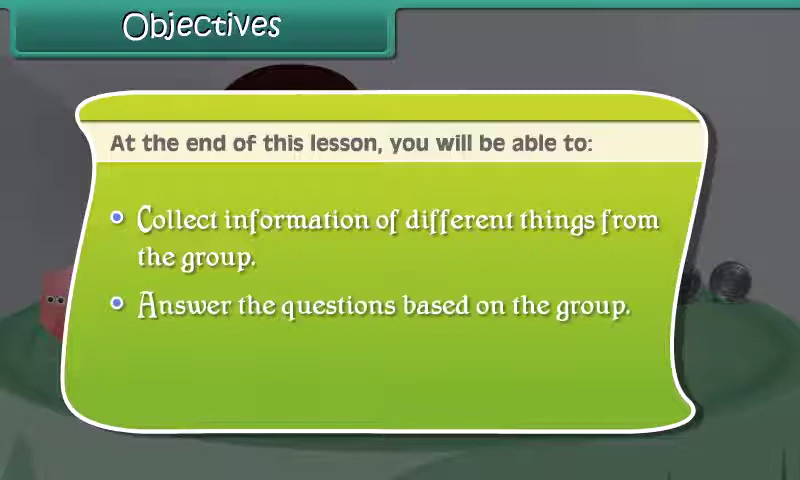 Objectives
At the end of this lesson, you will be able to:
Collect information of different things from
the group.
Answer the questions based on the group.